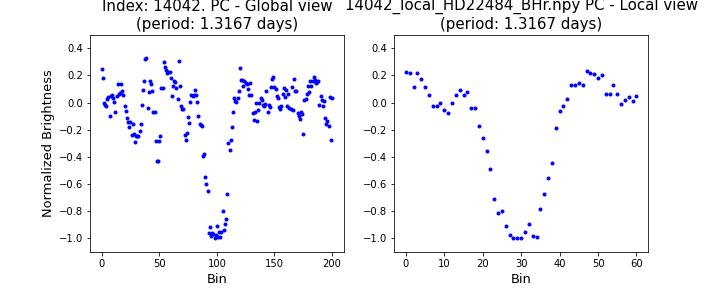 Index: 14042. PC - Global view
(period: 1.3167 days)
14042_local_HD22484_BHr.npy PC - Local view
(period: 1.3167 days)
Normalized Brightness
0.4
0.2
0.0
−0.2
−0.4
−0.6
−0.8
−1.0
0 50 100 150 200
Bin
0.4
0.2
0.0
−0.2
−0.4
−0.6
−0.8
−1.0
0 10 20 30 40 50 60
Bin